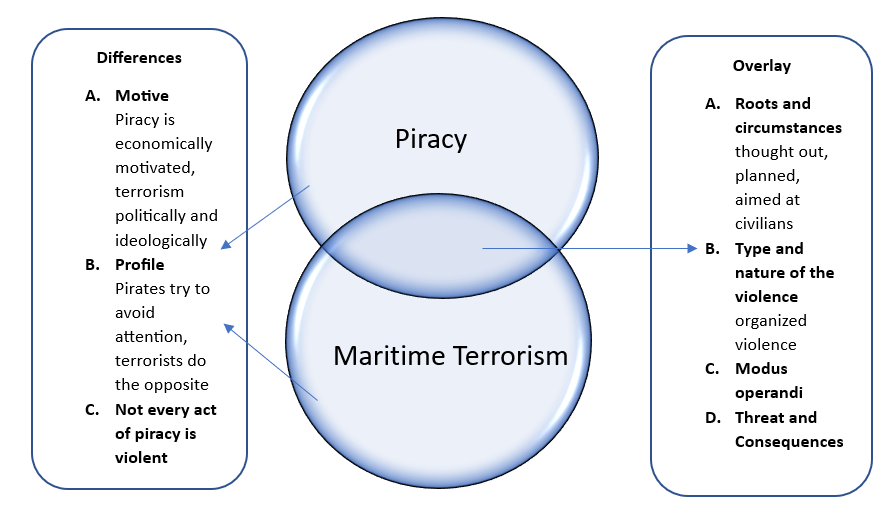 Differences
A. Motive
Piracy is
economically
motivated,
terrorism
politically and
ideologically
B. Profile
Pirates try to
avoid
attention,
terrorists do
the opposite
C. Not every act
of piracy is
violent
Piracy
Maritime Terrorism
Overlay
A. Roots and
circumstances
thought out,
planned,
aimed at
civilians
B. Type and
nature of the
violence
organized
violence
C. Modus
operandi
D. Threat and
Consequences